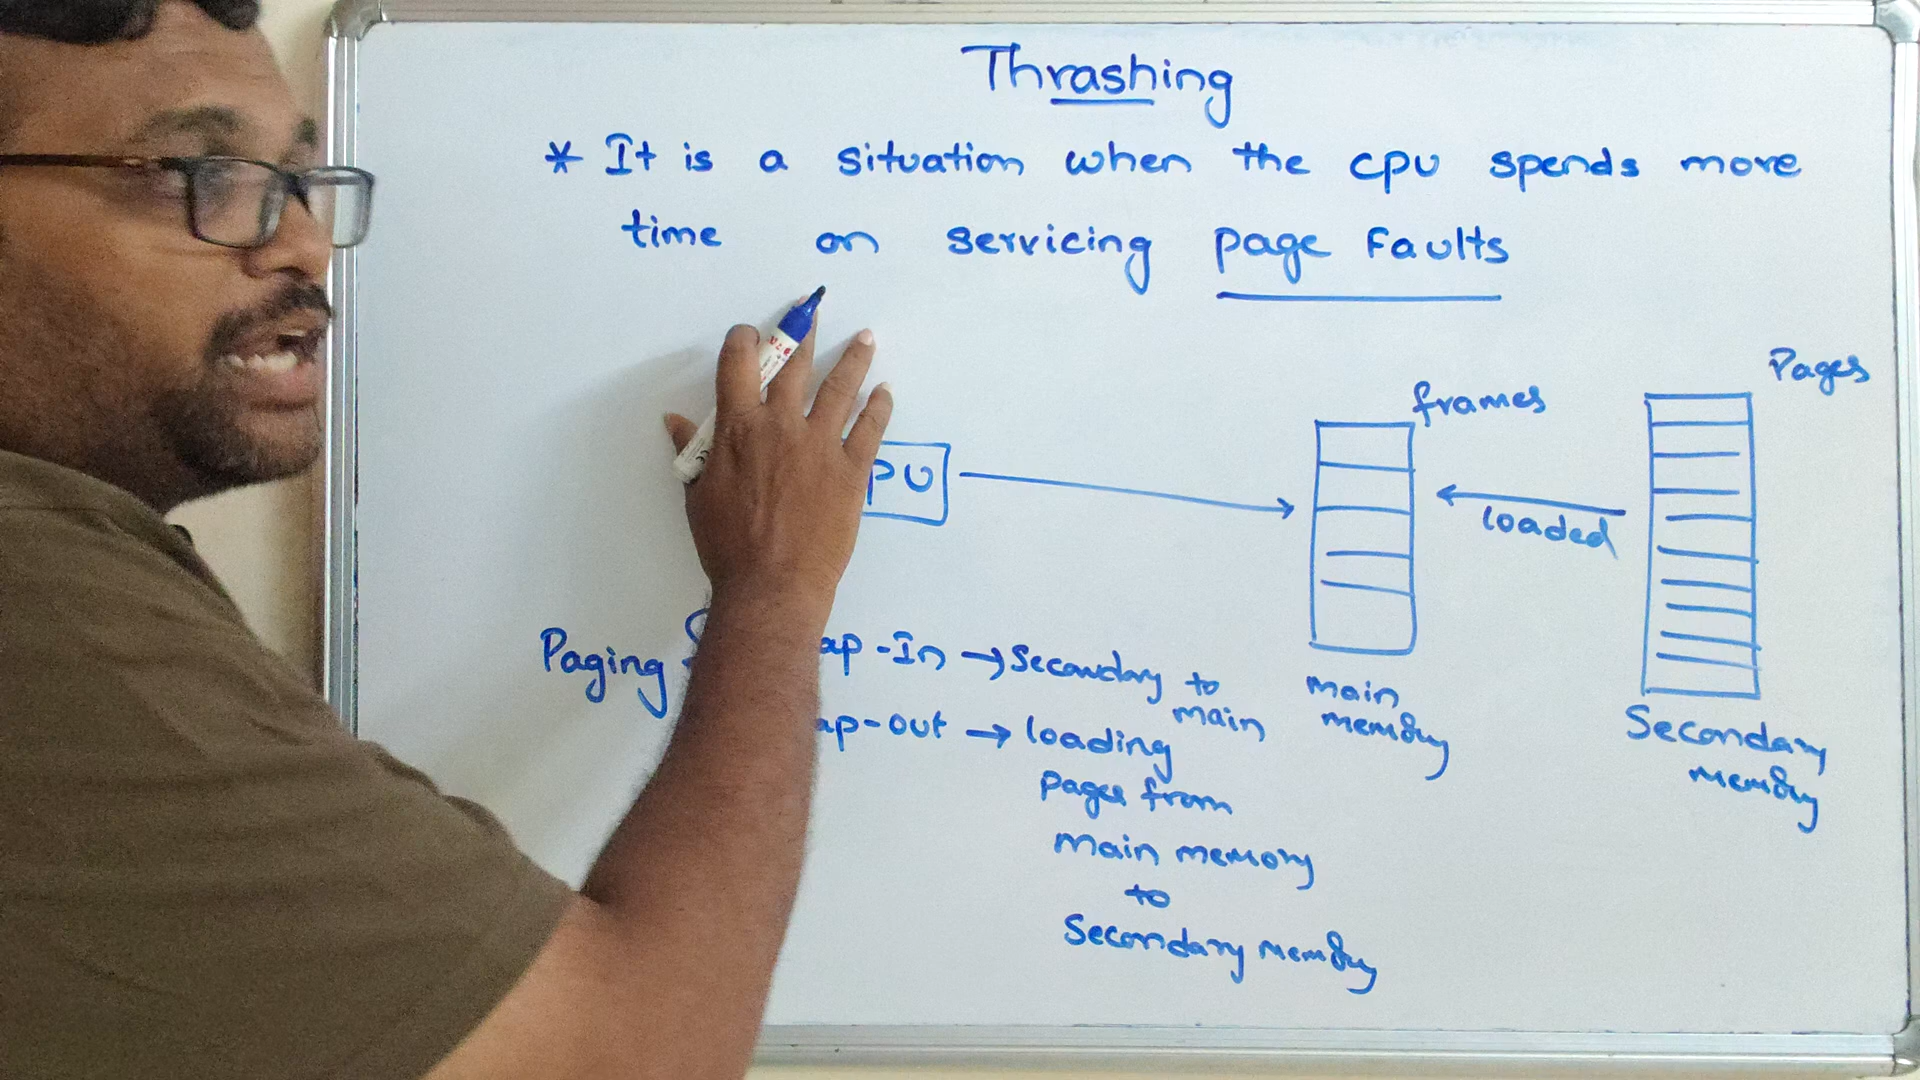 Thrashing
* It is a situation when the CPU spends more
time on servicing page Faults
Pages
frames
PU
loaded
Paging
ap-In → Secondary to
main
main
memory
ap-out → loading
pages from
main memory
to
Secondary memory
Secondary
memory